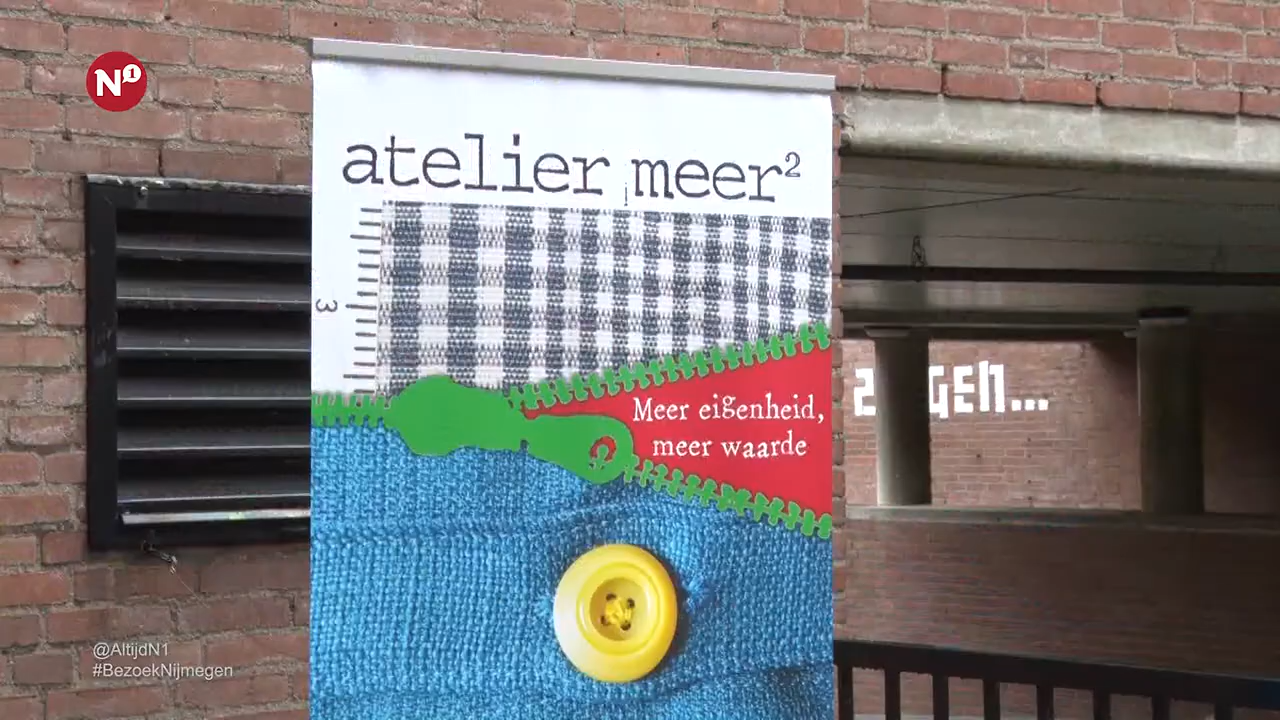 N1
atelier meer²
3
Meer eigenheid,
meer waarde
@AltijdN1
#BezoekNijmegen